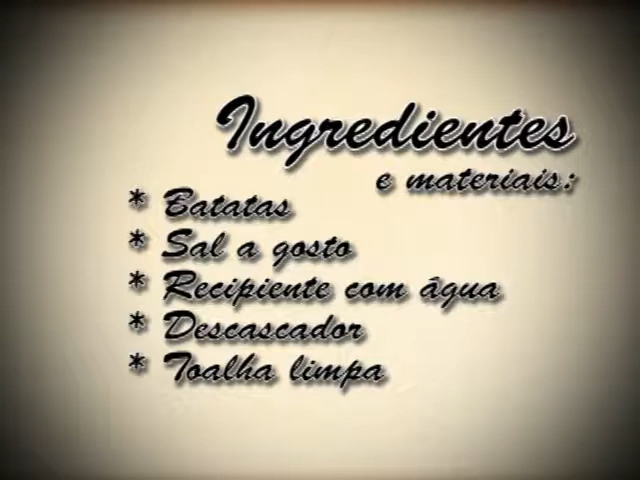 Ingredientes
e materiais:
* Batatas
* Sal a gosto
* Recipiente com água
* Descascador
* Toalha limpa